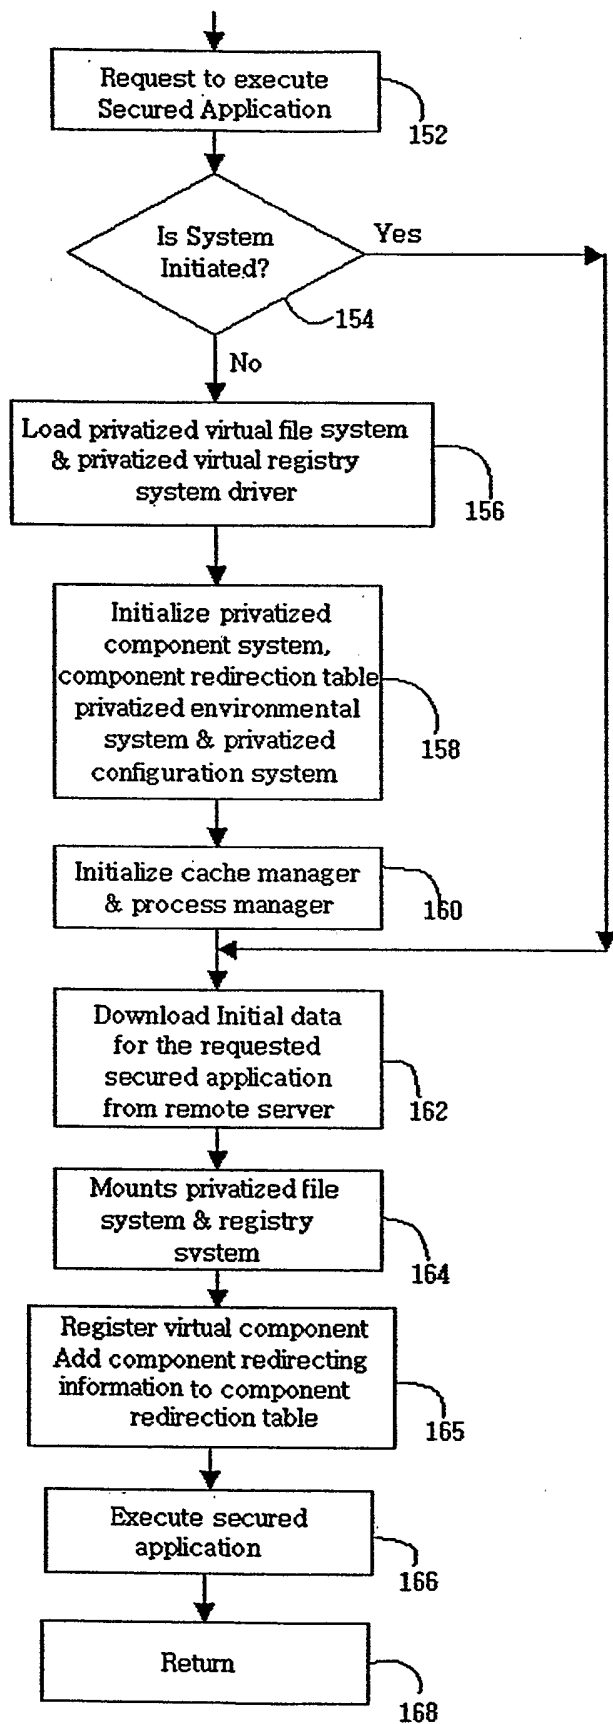 Request to execute
Secured Application
152
Is System
Initiated?
Yes
154
No
Load privatized virtual file system
& privatized virtual registry
system driver
156
Initialize privatized
component system,
component redirection table
privatized environmental
system & privatized
configuration system
158
Initialize cache manager
& process manager
160
Download Initial data
for the requested
secured application
from remote server
162
Mounts privatized file
system & registry
system
164
Register virtual component
Add component redirecting
information to component
redirection table
165
Execute secured
application
166
Return
168